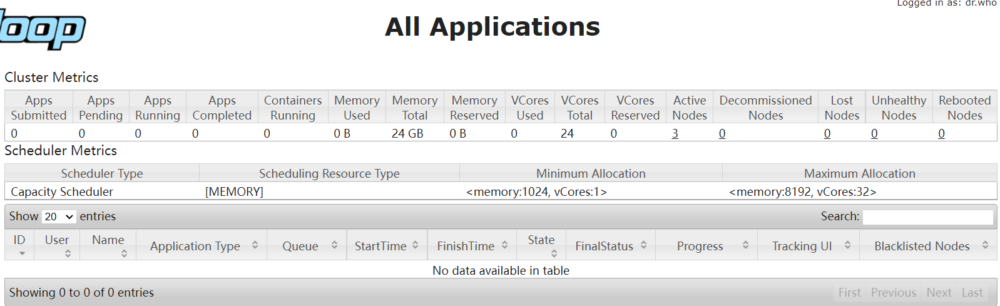 Logged in as: dr.who
loop
All Applications
Cluster Metrics
Apps Submitted Apps Pending Apps Running Apps Completed Containers Running Memory Used Memory Total Memory Reserved VCores Used VCores Total VCores Reserved Active Nodes Decommissioned Nodes Lost Nodes Unhealthy Nodes Rebooted Nodes
0 0 0 0 0 0 B 24 GB 0 B 0 24 0 3 0 0 0 0
Scheduler Metrics
Scheduler Type Scheduling Resource Type Minimum Allocation Maximum Allocation
Capacity Scheduler [MEMORY] <memory:1024, vCores:1> <memory:8192, vCores:32>
Show 20 entries Search:
ID User Name Application Type Queue StartTime FinishTime State FinalStatus Progress Tracking UI Blacklisted Nodes
No data available in table
Showing 0 to 0 of 0 entries First Previous Next Last